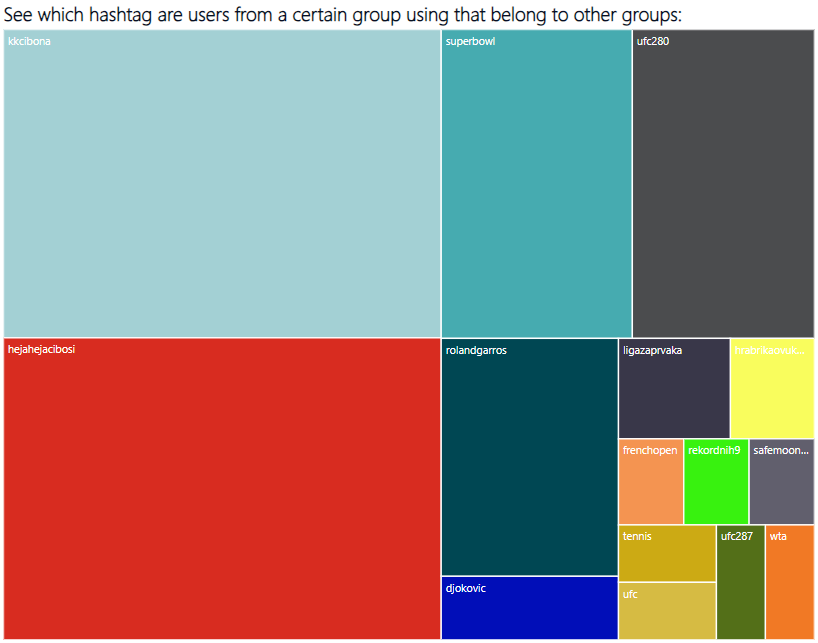 See which hashtag are users from a certain group using that belong to other groups:
kkcibona
superbowl
ufc280
hejahejacibosi
rolandgarros
ligazaprvaka
frenchopen
rekordnih9
safemoon...
tennis
ufc287
wta
djokovic
ufc